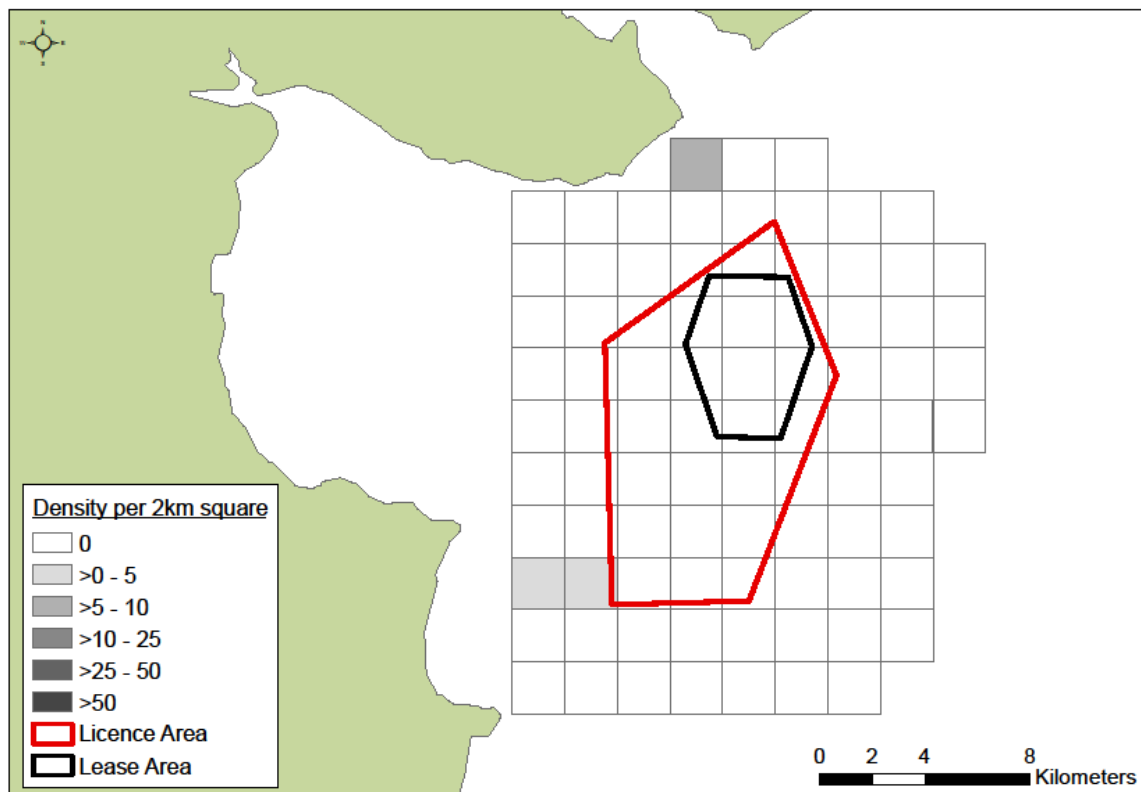 N
W E
S
Density per 2km square
0
>0 - 5
>5 - 10
>10 - 25
>25 - 50
>50
Licence Area
Lease Area
0 2 4 8
Kilometers